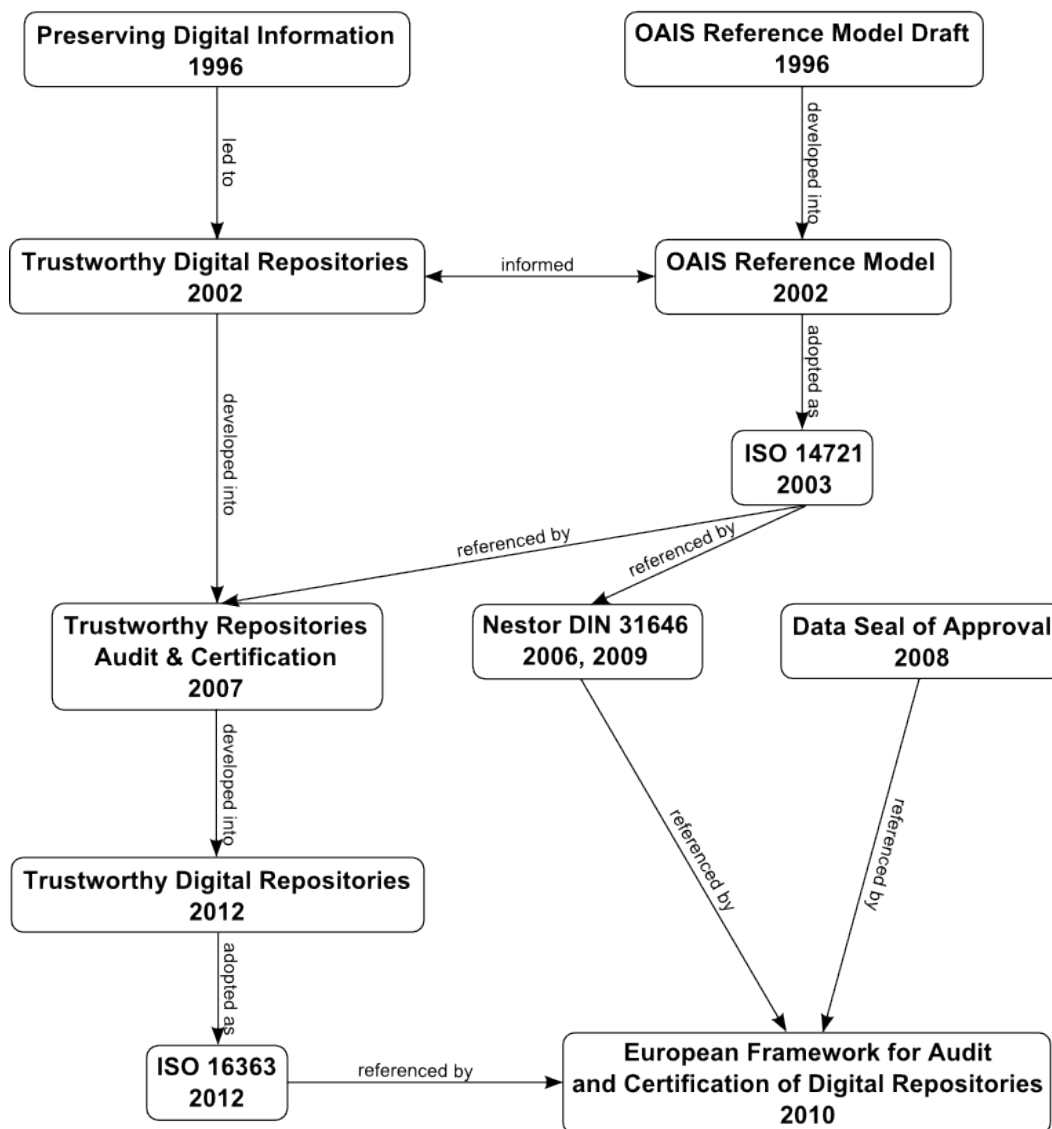 Preserving Digital Information
1996
OAIS Reference Model Draft
1996
led to
developed into
Trustworthy Digital Repositories
2002
informed
OAIS Reference Model
2002
developed into
adopted as
ISO 14721
2003
referenced by
referenced by
Trustworthy Repositories
Audit & Certification
2007
Nestor DIN 31646
2006, 2009
Data Seal of Approval
2008
developed into
referenced by
referenced by
Trustworthy Digital Repositories
2012
adopted as
ISO 16363
2012
referenced by
European Framework for Audit
and Certification of Digital Repositories
2010